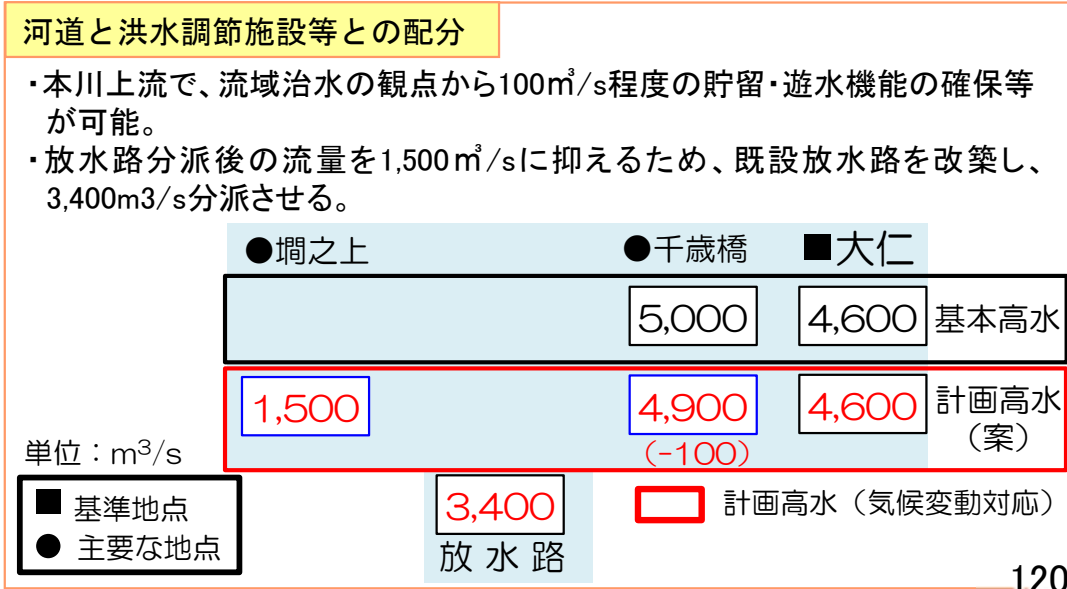 河道と洪水調節施設等との配分
・本川上流で、流域治水の観点から100㎥/s程度の貯留・遊水機能の確保等
が可能。
・放水路分派後の流量を1,500㎥/sに抑えるため、既設放水路を改築し、
3,400m3/s分派させる。
●墹之上 ●千歳橋 ■大仁
5,000 4,600 基本高水
1,500 4,900 4,600 計画高水
(-100) （案）
単位：m³/s
■ 基準地点
● 主要な地点
3,400
放水路
計画高水（気候変動対応）
120